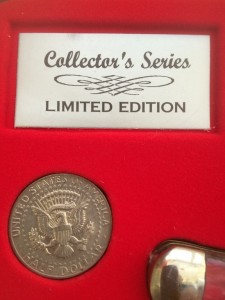 Collector's Series
LIMITED EDITION
UNITED STATES OF AMERICA
HALF DOLLAR